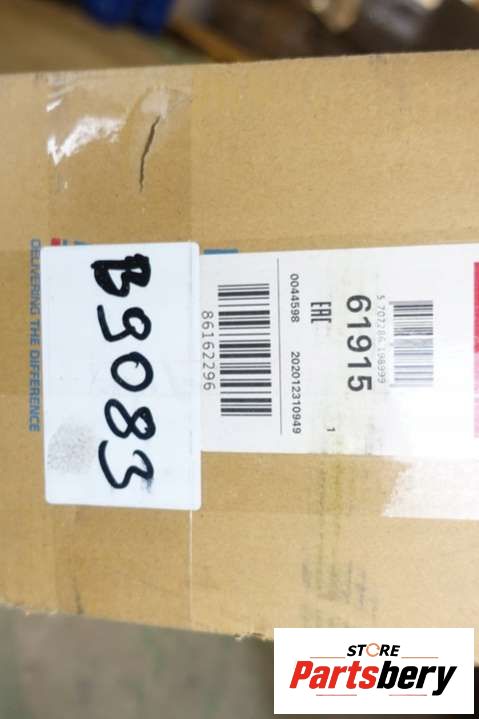 DELIVERING THE DIFFERENCE
B9083
86162296
0044598 202012310949
EAC
61915
1
5 707286 198999
STORE
Partsbery